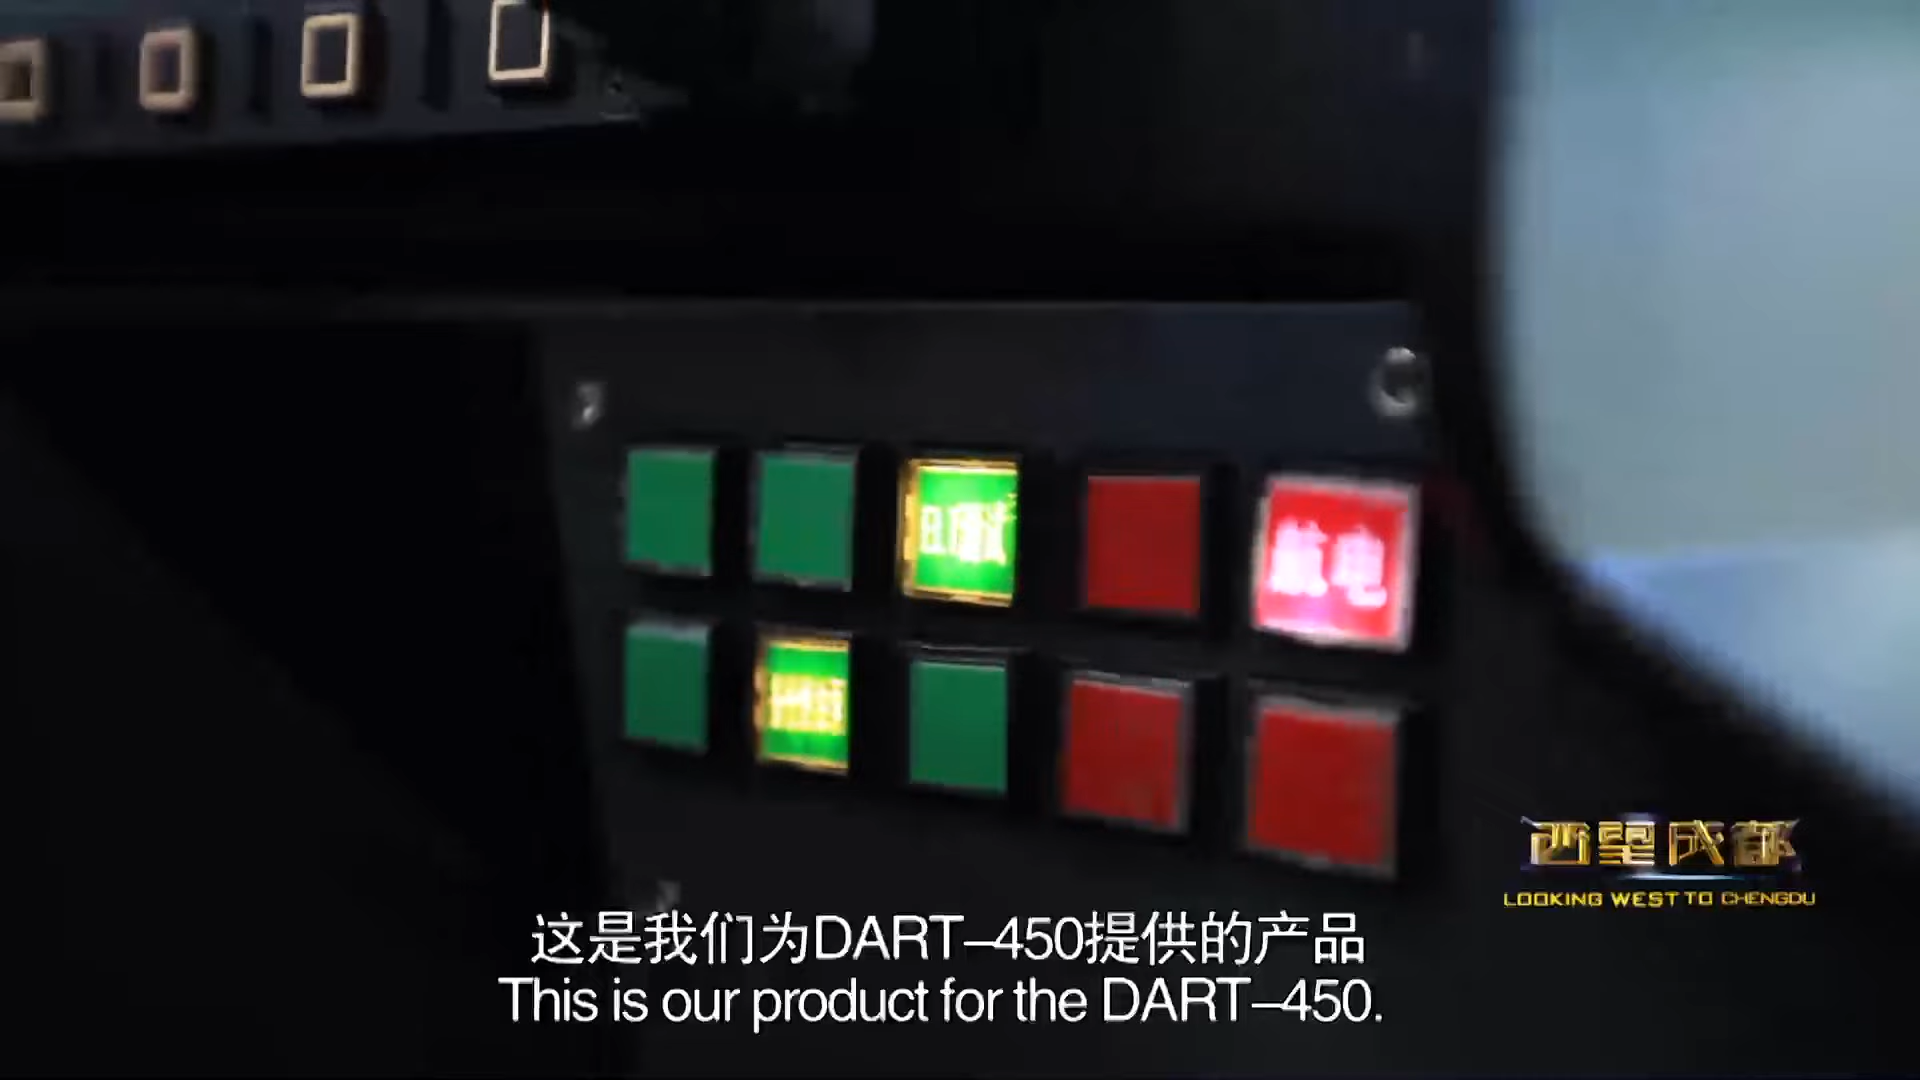 航电
西望成都
LOOKING WEST TO CHENGDU
这是我们为DART–450提供的产品
This is our product for the DART–450.